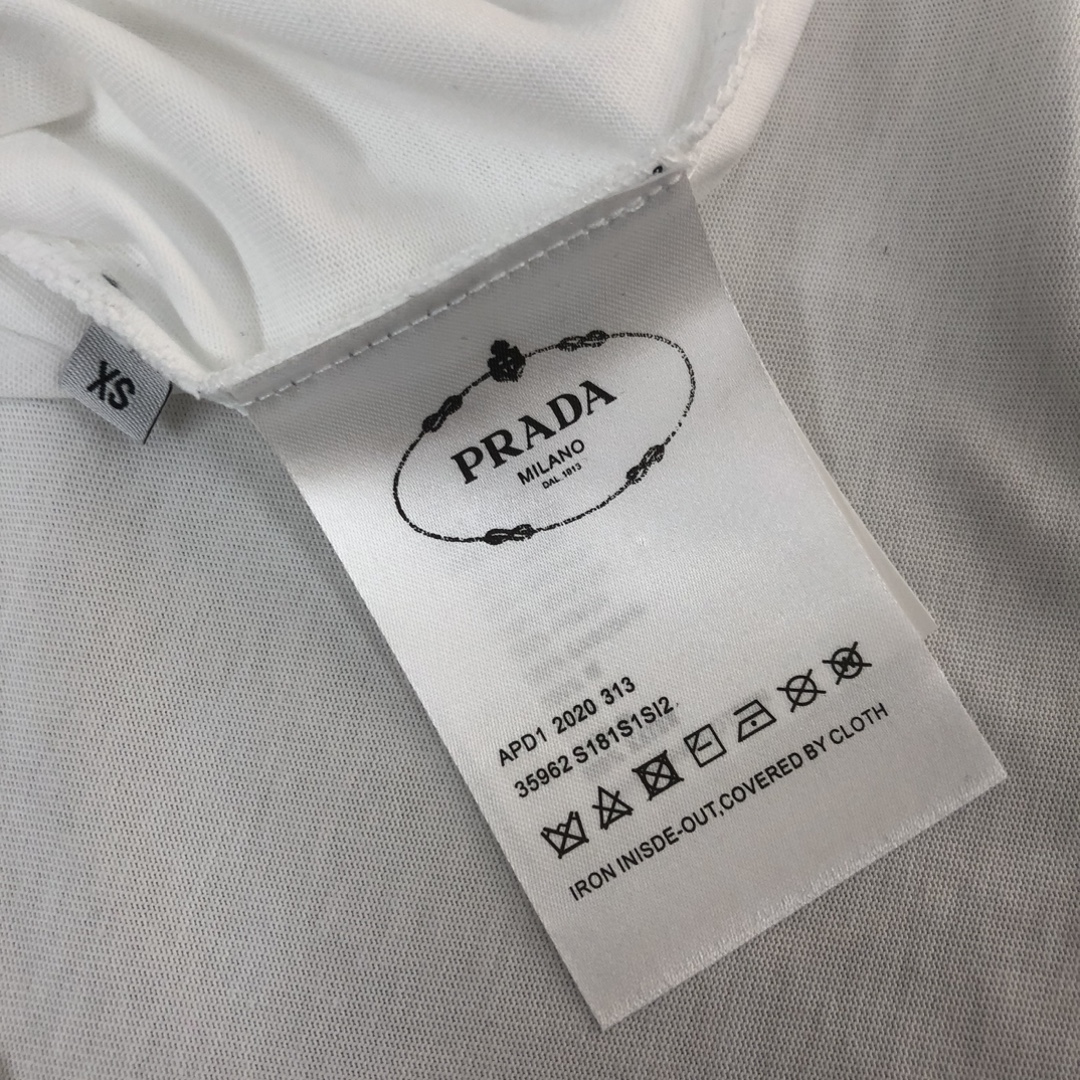 XS
PRADA
MILANO
DAL 1913
APD1 2020 313
35962 S181S1SI2
IRON INISDE-OUT,COVERED BY CLOTH